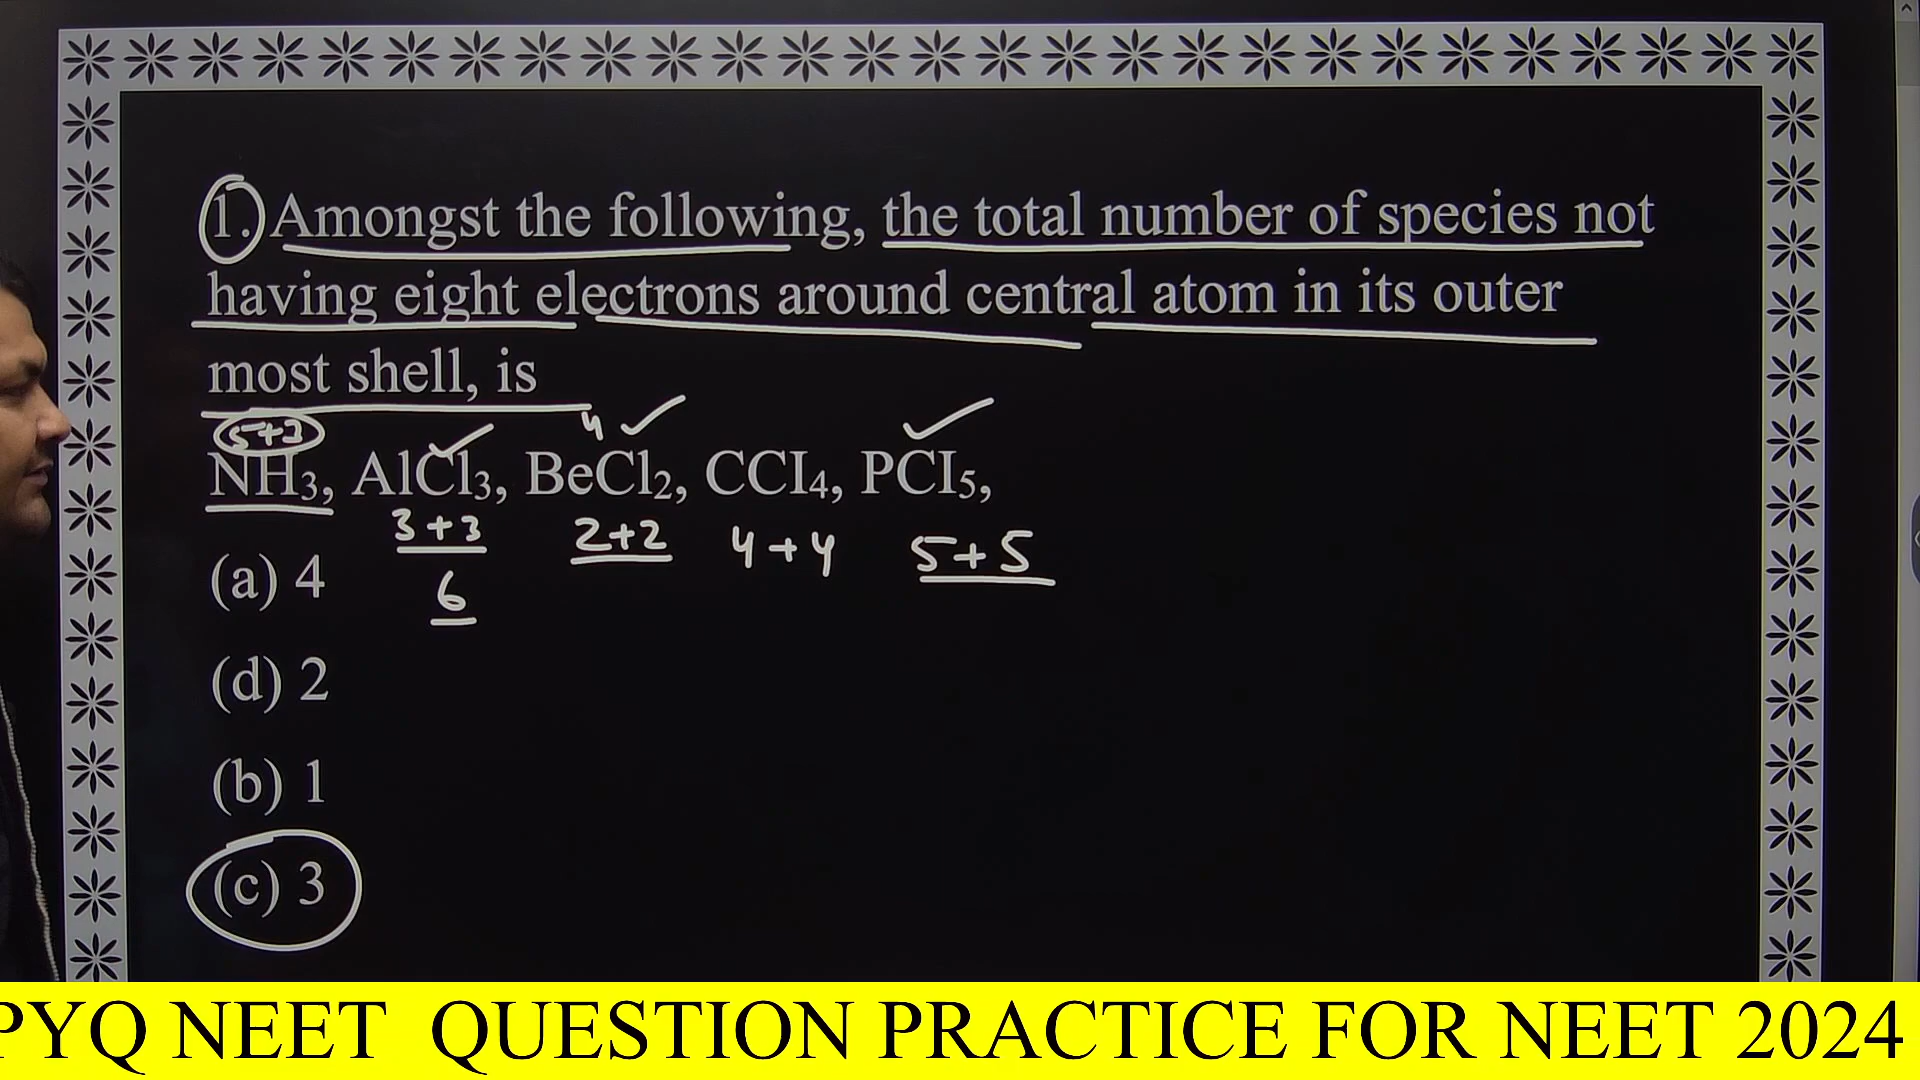 1. Amongst the following, the total number of species not
having eight electrons around central atom in its outer
most shell, is
5+3 4
NH3, AlCl3, BeCl2, CCI4, PCI5,
3+3 2+2 4+4 5+5
6
(a) 4
(d) 2
(b) 1
(c) 3
PYQ NEET QUESTION PRACTICE FOR NEET 2024